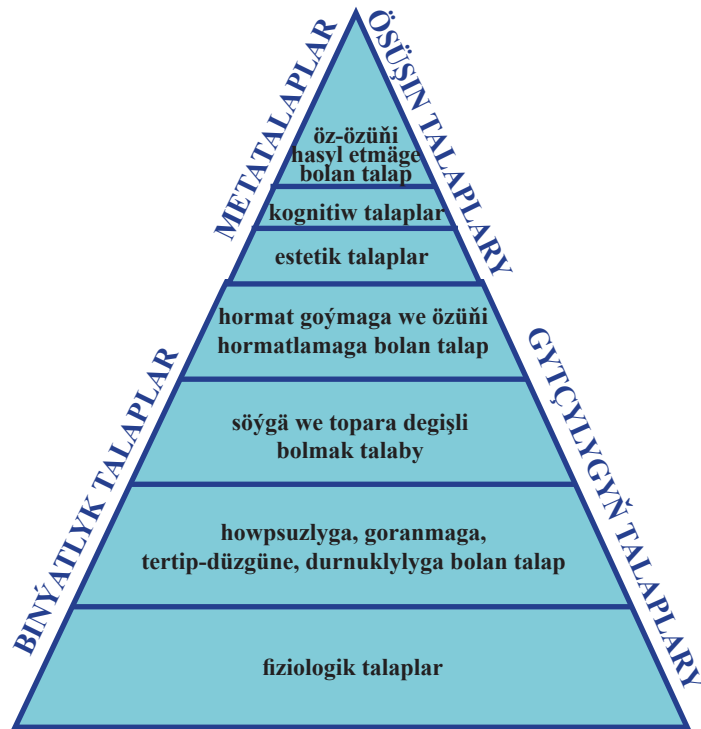 METATALAPLAR
ÖSÜŞIN TALAPLARY
öz-özüňi
hasyl etmäge
bolan talap
kognitiw talaplar
estetik talaplar
hormat goýmaga we özüňi
hormatlamaga bolan talap
BINÝATLYK TALAPLAR
GYTÇYLYGYŇ TALAPLARY
söýgä we topara degişli
bolmak talaby
howpsuzlyga, goranmaga,
tertip-düzgüne, durnuklylyga bolan talap
fiziologik talaplar